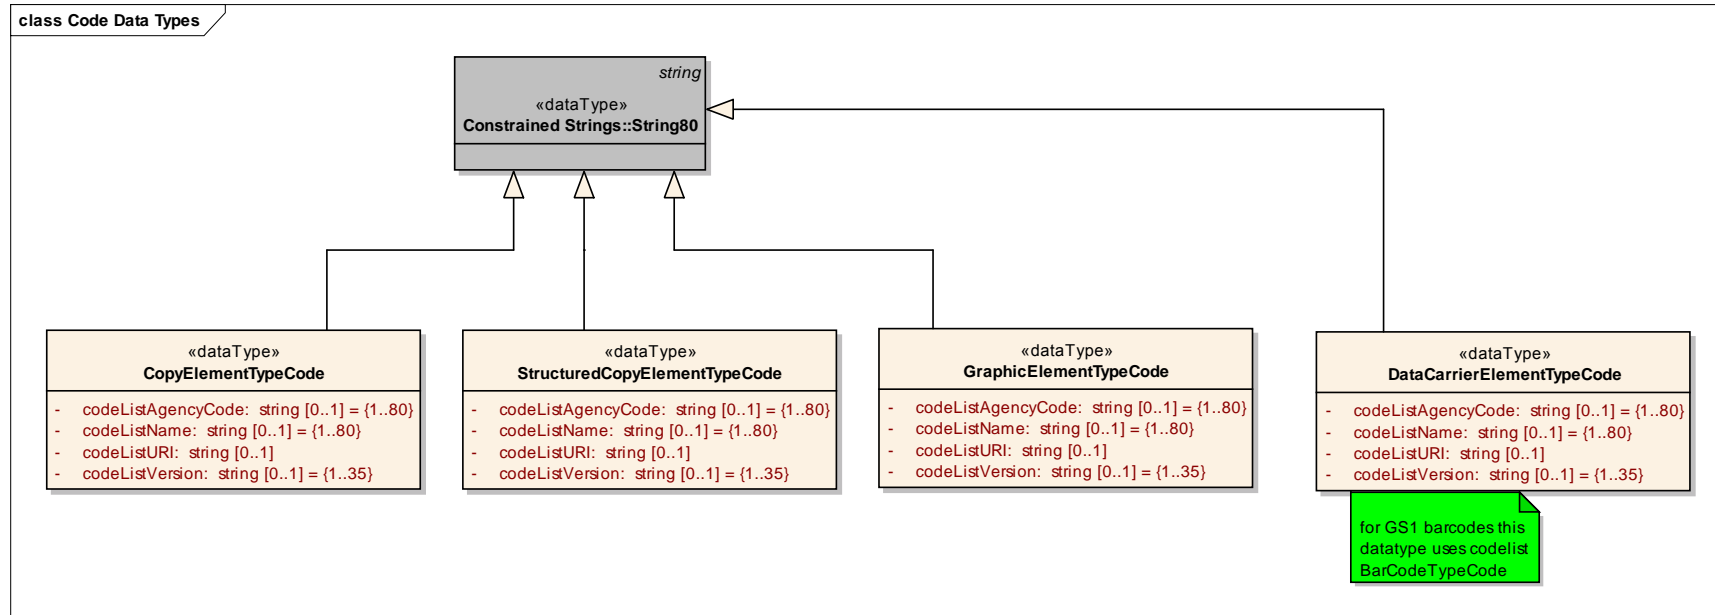 class Code Data Types
string
«dataType»
Constrained Strings::String80
«dataType»
CopyElementTypeCode
- codeListAgencyCode: string [0..1] = {1..80}
- codeListName: string [0..1] = {1..80}
- codeListURI: string [0..1]
- codeListVersion: string [0..1] = {1..35}
«dataType»
StructuredCopyElementTypeCode
- codeListAgencyCode: string [0..1] = {1..80}
- codeListName: string [0..1] = {1..80}
- codeListURI: string [0..1]
- codeListVersion: string [0..1] = {1..35}
«dataType»
GraphicElementTypeCode
- codeListAgencyCode: string [0..1] = {1..80}
- codeListName: string [0..1] = {1..80}
- codeListURI: string [0..1]
- codeListVersion: string [0..1] = {1..35}
«dataType»
DataCarrierElementTypeCode
- codeListAgencyCode: string [0..1] = {1..80}
- codeListName: string [0..1] = {1..80}
- codeListURI: string [0..1]
- codeListVersion: string [0..1] = {1..35}
for GS1 barcodes this
datatype uses codelist
BarCodeTypeCode